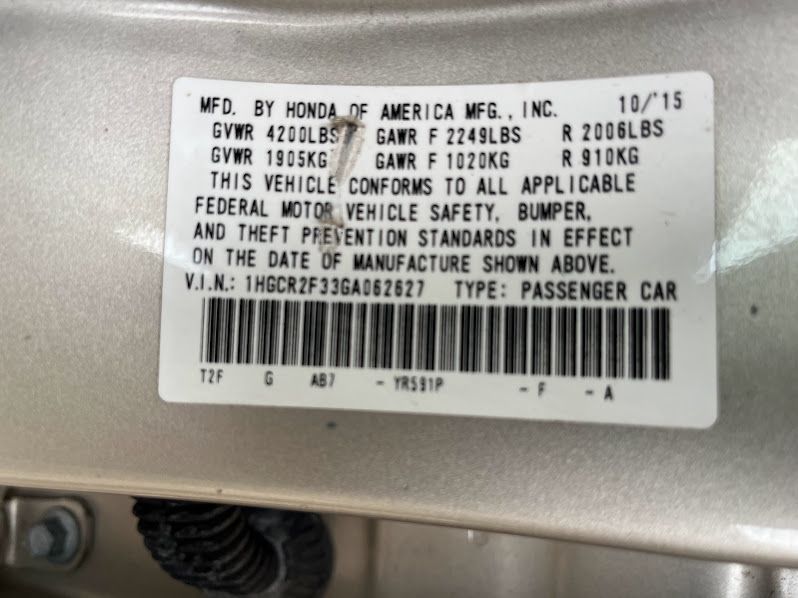 MFD. BY HONDA OF AMERICA MFG., INC. 10/'15
GVWR 4200LBS GAWR F 2249LBS R 2006LBS
GVWR 1905KG GAWR F 1020KG R 910KG
THIS VEHICLE CONFORMS TO ALL APPLICABLE
FEDERAL MOTOR VEHICLE SAFETY, BUMPER,
AND THEFT PREVENTION STANDARDS IN EFFECT
ON THE DATE OF MANUFACTURE SHOWN ABOVE.
V.I.N.: 1HGCR2F33GA062627 TYPE: PASSENGER CAR
T2F G AB7 - YR591P - F - A